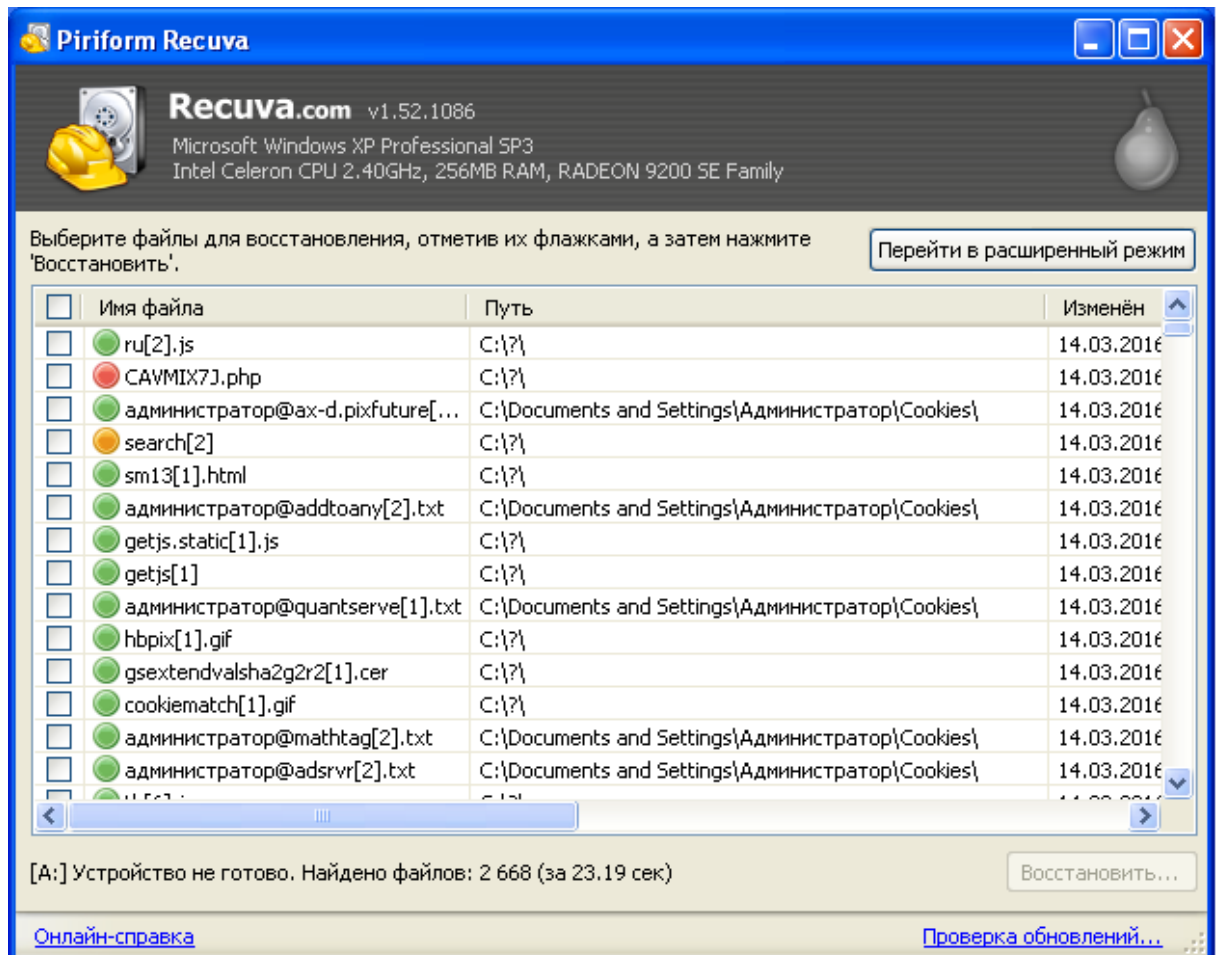 Piriform Recuva
Recuva.com v1.52.1086
Microsoft Windows XP Professional SP3
Intel Celeron CPU 2.40GHz, 256MB RAM, RADEON 9200 SE Family
Выберите файлы для восстановления, отметив их флажками, а затем нажмите
'Восстановить'.
Перейти в расширенный режим
Имя файла Путь Изменён
ru[2].js C:\?\ 14.03.2016
CAVMIX7J.php C:\?\ 14.03.2016
администратор@ax-d.pixfuture[... C:\Documents and Settings\Администратор\Cookies\ 14.03.2016
search[2] C:\?\ 14.03.2016
sm13[1].html C:\?\ 14.03.2016
администратор@addtoany[2].txt C:\Documents and Settings\Администратор\Cookies\ 14.03.2016
getjs.static[1].js C:\?\ 14.03.2016
getjs[1] C:\?\ 14.03.2016
администратор@quantserve[1].txt C:\Documents and Settings\Администратор\Cookies\ 14.03.2016
hbpix[1].gif C:\?\ 14.03.2016
gsextendvalsha2g2r2[1].cer C:\?\ 14.03.2016
cookiematch[1].gif C:\?\ 14.03.2016
администратор@mathtag[2].txt C:\Documents and Settings\Администратор\Cookies\ 14.03.2016
администратор@adsrvr[2].txt C:\Documents and Settings\Администратор\Cookies\ 14.03.2016
[A:] Устройство не готово. Найдено файлов: 2 668 (за 23.19 сек)
Восстановить...
Онлайн-справка
Проверка обновлений...